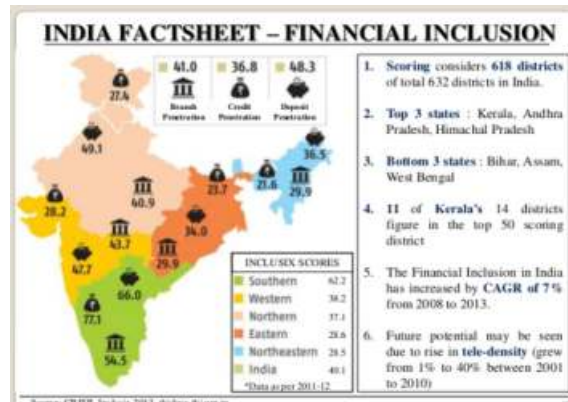 INDIA FACTSHEET – FINANCIAL INCLUSION
41.0
36.8
48.3
Branch Penetration
Credit Penetration
Deposit Penetration
27.4
49.1
40.9
28.2
43.7
47.7
66.0
77.1
54.5
23.7
34.0
29.9
23.6
36.5
29.9
INCLUSIX SCORES
Southern 62.2
Western 38.2
Northern 37.1
Eastern 28.6
Northeastern 28.5
India 40.1
*Data as per 2011-12
1. Scoring considers 618 districts
of total 632 districts in India.
2. Top 3 states : Kerala, Andhra
Pradesh, Himachal Pradesh
3. Bottom 3 states : Bihar, Assam,
West Bengal
4. 11 of Kerala's 14 districts
figure in the top 50 scoring
district
5. The Financial Inclusion in India
has increased by CAGR of 7%
from 2008 to 2013.
6. Future potential may be seen
due to rise in tele-density (grew
from 1% to 40% between 2001
to 2010)